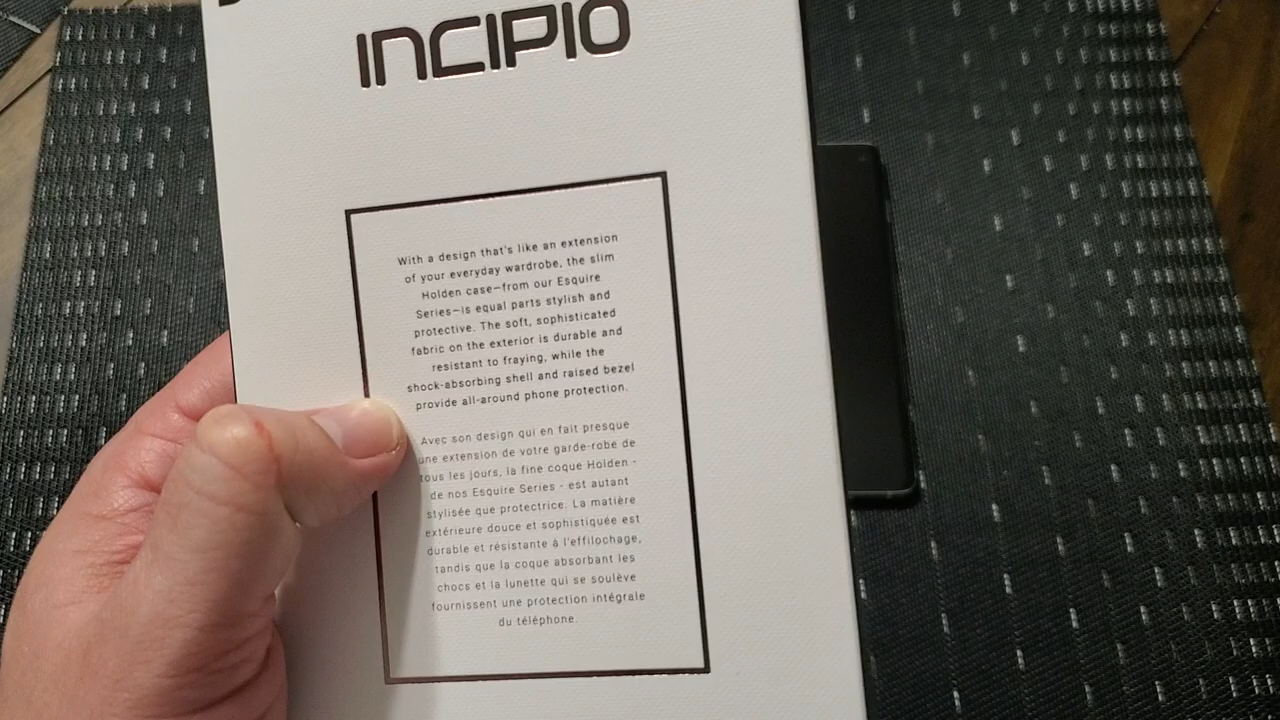 INCIPIO
With a design that's like an extension
of your everyday wardrobe, the slim
Holden case—from our Esquire
Series—is equal parts stylish and
protective. The soft, sophisticated
fabric on the exterior is durable and
resistant to fraying, while the
shock-absorbing shell and raised bezel
provide all-around phone protection.
Avec son design qui en fait presque
une extension de votre garde-robe de
tous les jours, la fine coque Holden -
de nos Esquire Series - est autant
stylisée que protectrice. La matière
extérieure douce et sophistiquée est
durable et résistante à l'effilochage,
tandis que la coque absorbant les
chocs et la lunette qui se soulève
fournissent une protection intégrale
du téléphone.